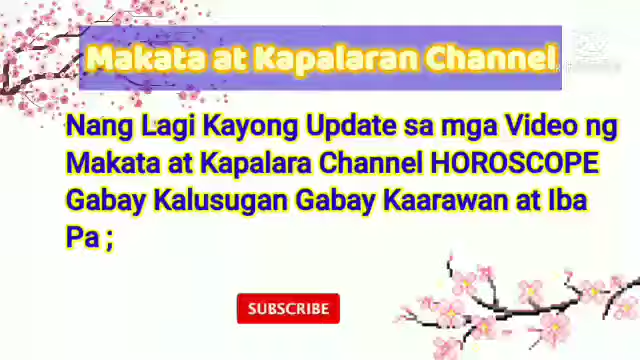 Makata at Kapalaran Channel
Nang Lagi Kayong Update sa mga Video ng
Makata at Kapalara Channel HOROSCOPE
Gabay Kalusugan Gabay Kaarawan at Iba
Pa ;
SUBSCRIBE